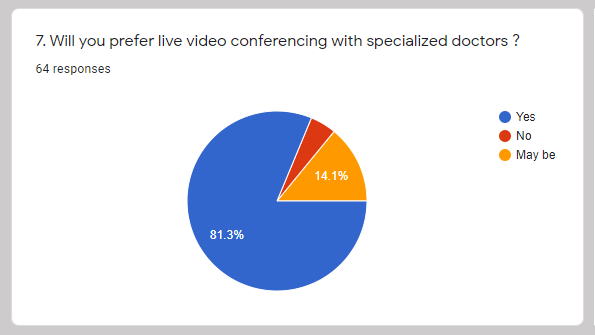 7. Will you prefer live video conferencing with specialized doctors ?
64 responses
Yes
No
May be
14.1%
81.3%